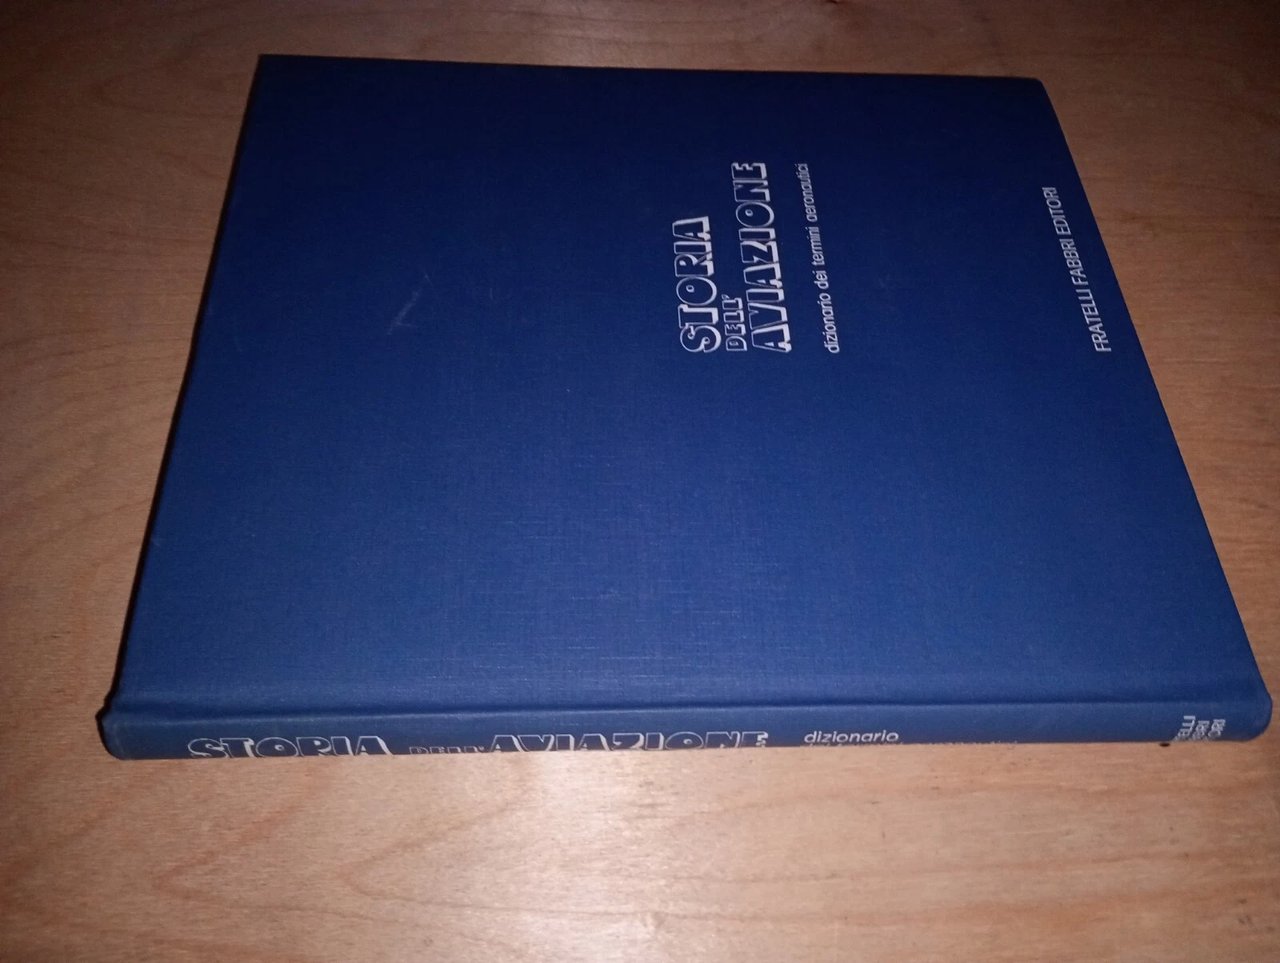 STORIA
DELL'
AVIAZIONE
dizionario dei termini aeronautici
FRATELLI FABBRI EDITORI
STORIA DELL'AVIAZIONE
dizionario